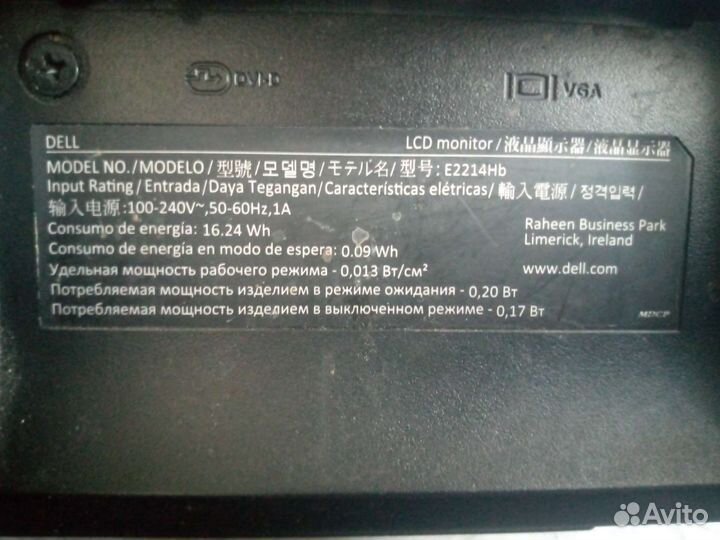 DVI-D
VGA
DELL
LCD monitor / 液晶顯示器 / 液晶显示器
MODEL NO./MODELO / 型號/모델명/モデル名/ 型号: E2214Hb
Input Rating/Entrada/Daya Tegangan/Características elétricas/ 輸入電源 / 정격입력/
输入电源:100-240V~,50-60Hz,1A
Consumo de energía: 16.24 Wh
Consumo de energía en modo de espera: 0.09 Wh
Удельная мощность рабочего режима - 0,013 Вт/см²
Потребляемая мощность изделием в режиме ожидания - 0,20 Вт
Потребляемая мощность изделием в выключенном режиме - 0,17 Вт
Raheen Business Park
Limerick, Ireland
www.dell.com
MDCP
Avito